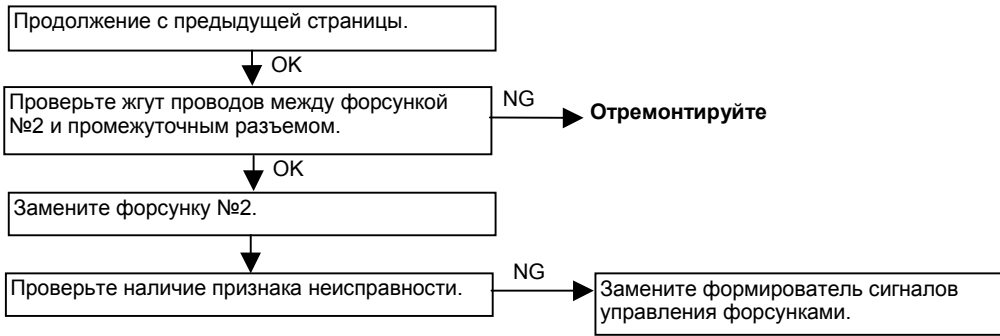 Продолжение с предыдущей страницы.
OK
Проверьте жгут проводов между форсункой
№2 и промежуточным разъемом.
NG
Отремонтируйте
OK
Замените форсунку №2.
Проверьте наличие признака неисправности.
NG
Замените формирователь сигналов
управления форсунками.